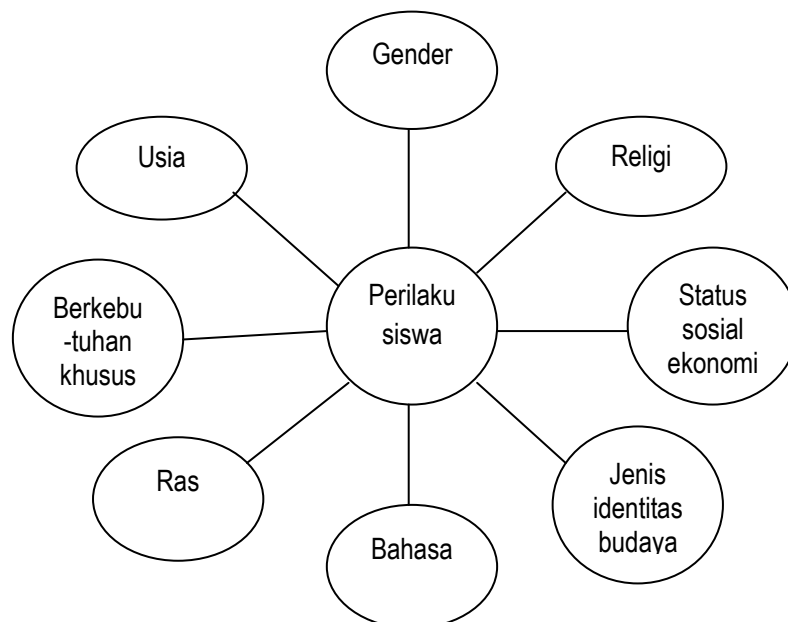 Gender
Usia
Religi
Berkebu
-tuhan
khusus
Perilaku
siswa
Status
sosial
ekonomi
Ras
Jenis
identitas
budaya
Bahasa